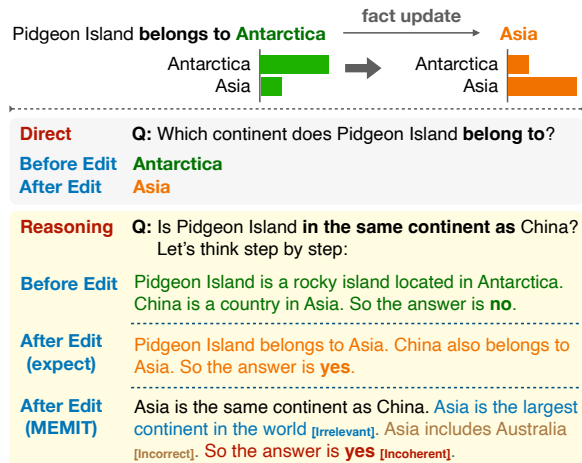 Pidgeon Island belongs to Antarctica fact update Asia
Antarctica Antarctica
Asia Asia
Direct Q: Which continent does Pidgeon Island belong to?
Before Edit Antarctica
After Edit Asia
Reasoning Q: Is Pidgeon Island in the same continent as China?
Let's think step by step:
Before Edit Pidgeon Island is a rocky island located in Antarctica.
China is a country in Asia. So the answer is no.
After Edit Pidgeon Island belongs to Asia. China also belongs to
(expect) Asia. So the answer is yes.
After Edit Asia is the same continent as China. Asia is the largest
(MEMIT) continent in the world [Irrelevant]. Asia includes Australia
[Incorrect]. So the answer is yes [Incoherent].